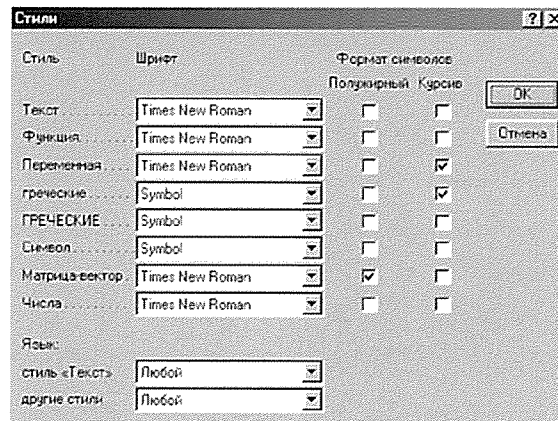 Стили
Стиль Шрифт Формат символов
Полужирный Курсив
OK
Текст........ Times New Roman
Функция...... Times New Roman
Отмена
Переменная... Times New Roman
греческие.... Symbol
ГРЕЧЕСКИЕ.... Symbol
Символ....... Symbol
Матрица-вектор Times New Roman
Числа........ Times New Roman
Язык:
стиль «Текст» Любой
другие стили Любой